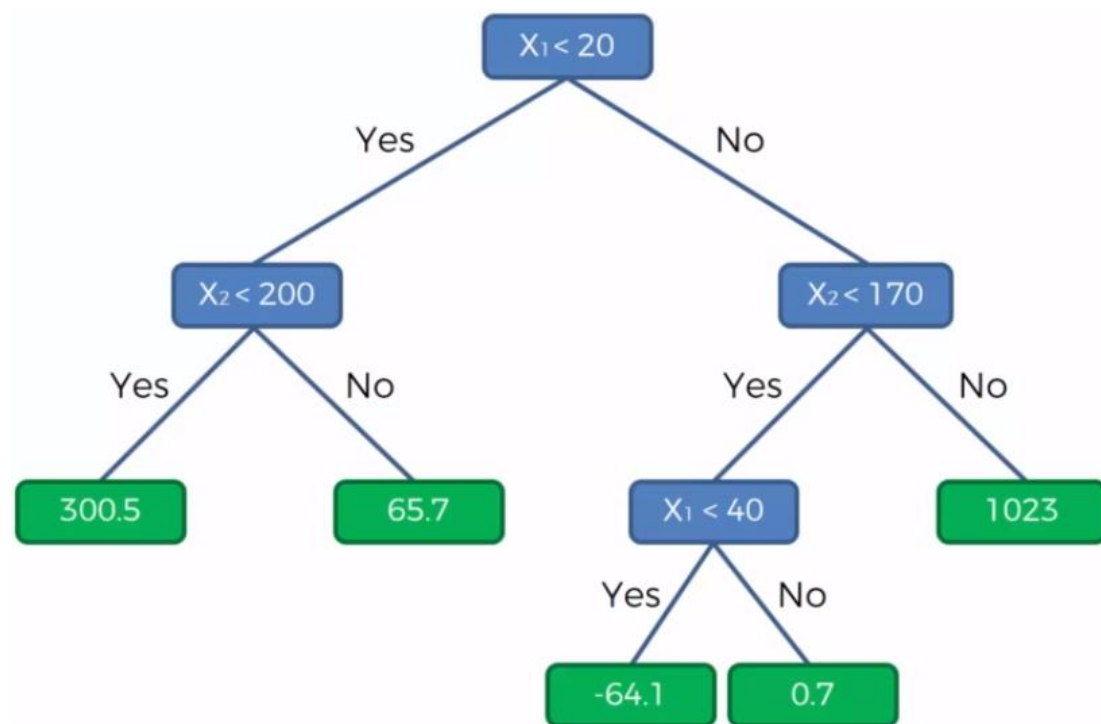 X₁ < 20
Yes
No
X₂ < 200
X₂ < 170
Yes
No
Yes
No
300.5
65.7
X₁ < 40
1023
Yes
No
-64.1
0.7